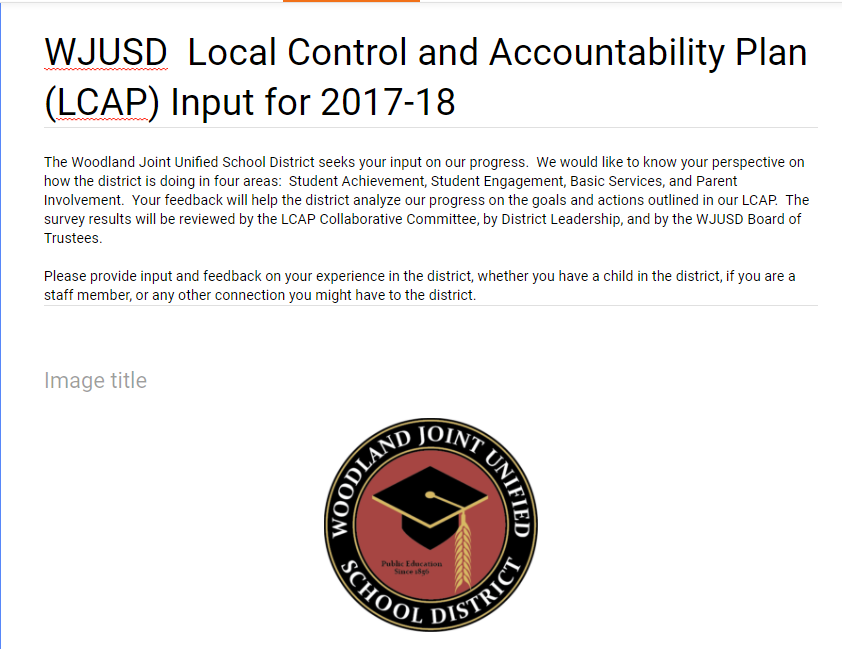 WJUSD  Local Control and Accountability Plan
(LCAP) Input for 2017-18
The Woodland Joint Unified School District seeks your input on our progress.  We would like to know your perspective on
how the district is doing in four areas:  Student Achievement, Student Engagement, Basic Services, and Parent
Involvement.  Your feedback will help the district analyze our progress on the goals and actions outlined in our LCAP.  The
survey results will be reviewed by the LCAP Collaborative Committee, by District Leadership, and by the WJUSD Board of
Trustees.
Please provide input and feedback on your experience in the district, whether you have a child in the district, if you are a
staff member, or any other connection you might have to the district.
Image title
WOODLAND JOINT UNIFIED
Public Education
Since 1856
SCHOOL DISTRICT